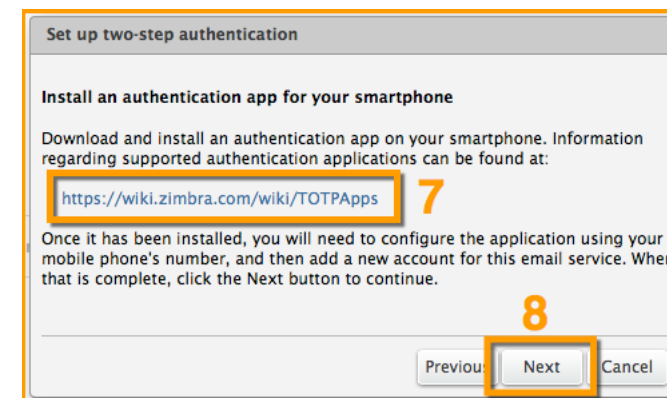 Set up two-step authentication
Install an authentication app for your smartphone
Download and install an authentication app on your smartphone. Information
regarding supported authentication applications can be found at:
https://wiki.zimbra.com/wiki/TOTPApps
7
Once it has been installed, you will need to configure the application using your
mobile phone's number, and then add a new account for this email service. When
that is complete, click the Next button to continue.
8
Previous Next Cancel